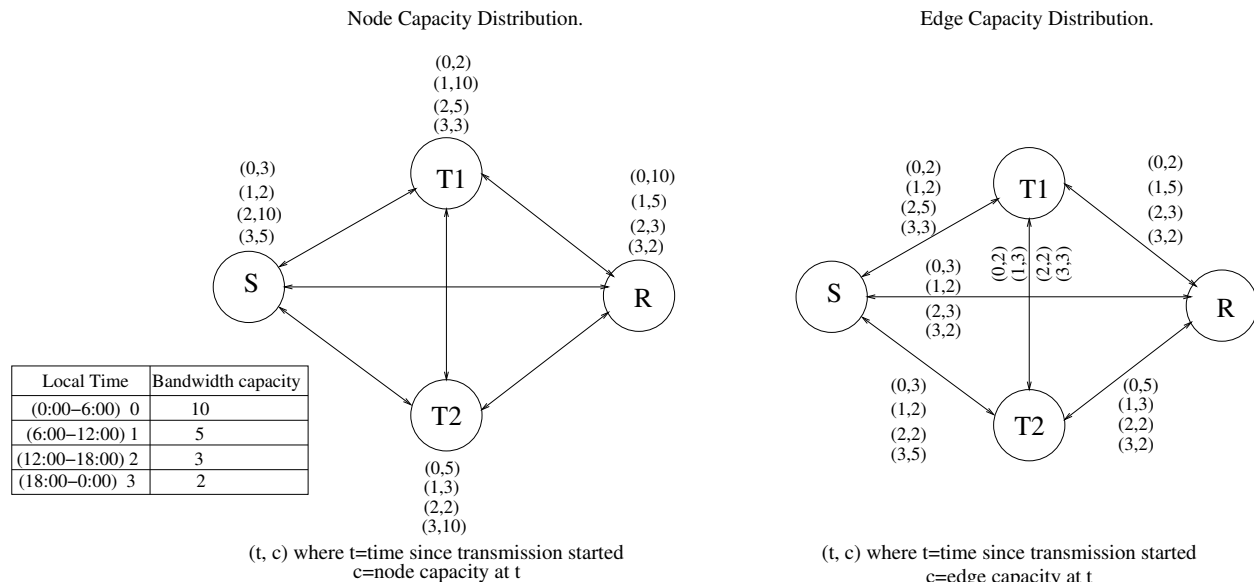 Node Capacity Distribution.
(0,2)
(1,10)
(2,5)
(3,3)
T1
(0,3)
(1,2)
(2,10)
(3,5)
S
(0,10)
(1,5)
(2,3)
(3,2)
R
T2
(0,5)
(1,3)
(2,2)
(3,10)
Local Time Bandwidth capacity
(0:00−6:00) 0 10
(6:00−12:00) 1 5
(12:00−18:00) 2 3
(18:00−0:00) 3 2
(t, c) where t=time since transmission started
c=node capacity at t
Edge Capacity Distribution.
(0,2)
(1,2)
(2,5)
(3,3)
T1
(0,2)
(1,5)
(2,3)
(3,2)
(0,2)
(1,3)
(2,2)
(3,3)
S
(0,3)
(1,2)
(2,3)
(3,2)
R
(0,3)
(1,2)
(2,2)
(3,5)
T2
(0,5)
(1,3)
(2,2)
(3,2)
(t, c) where t=time since transmission started
c=edge capacity at t